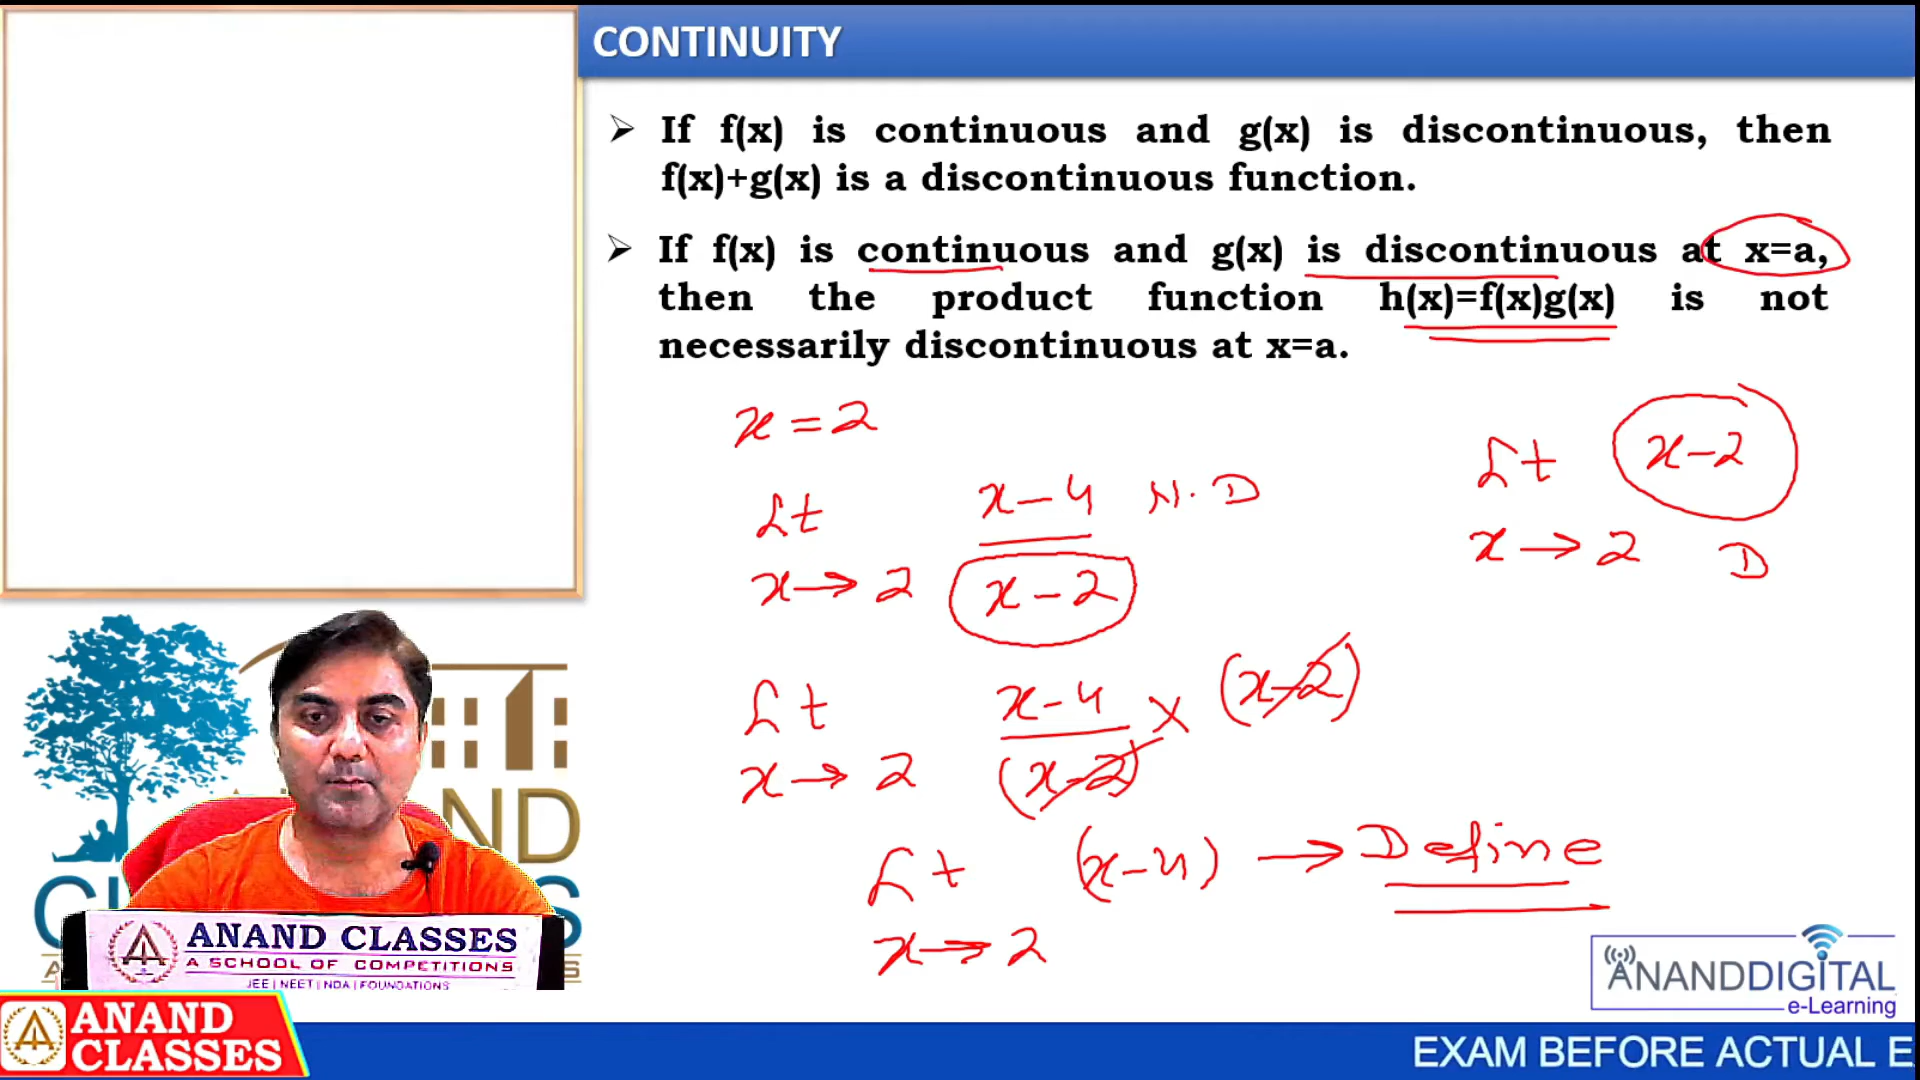 CONTINUITY
➢ If f(x) is continuous and g(x) is discontinuous, then
f(x)+g(x) is a discontinuous function.
➢ If f(x) is continuous and g(x) is discontinuous at x=a,
then the product function h(x)=f(x)g(x) is not
necessarily discontinuous at x=a.
x = 2
Lt x-4 N.D
x→2 x-2
Lt x-2
x→2 D
Lt x-4 × (x-2)
x→2 (x-2)
Lt (x-4) → Define
x→2
AND
ANAND CLASSES
A SCHOOL OF COMPETITIONS
JEE | NEET | NDA | FOUNDATIONS
ANANDDIGITAL
e-Learning
ANAND
CLASSES
EXAM BEFORE ACTUAL E